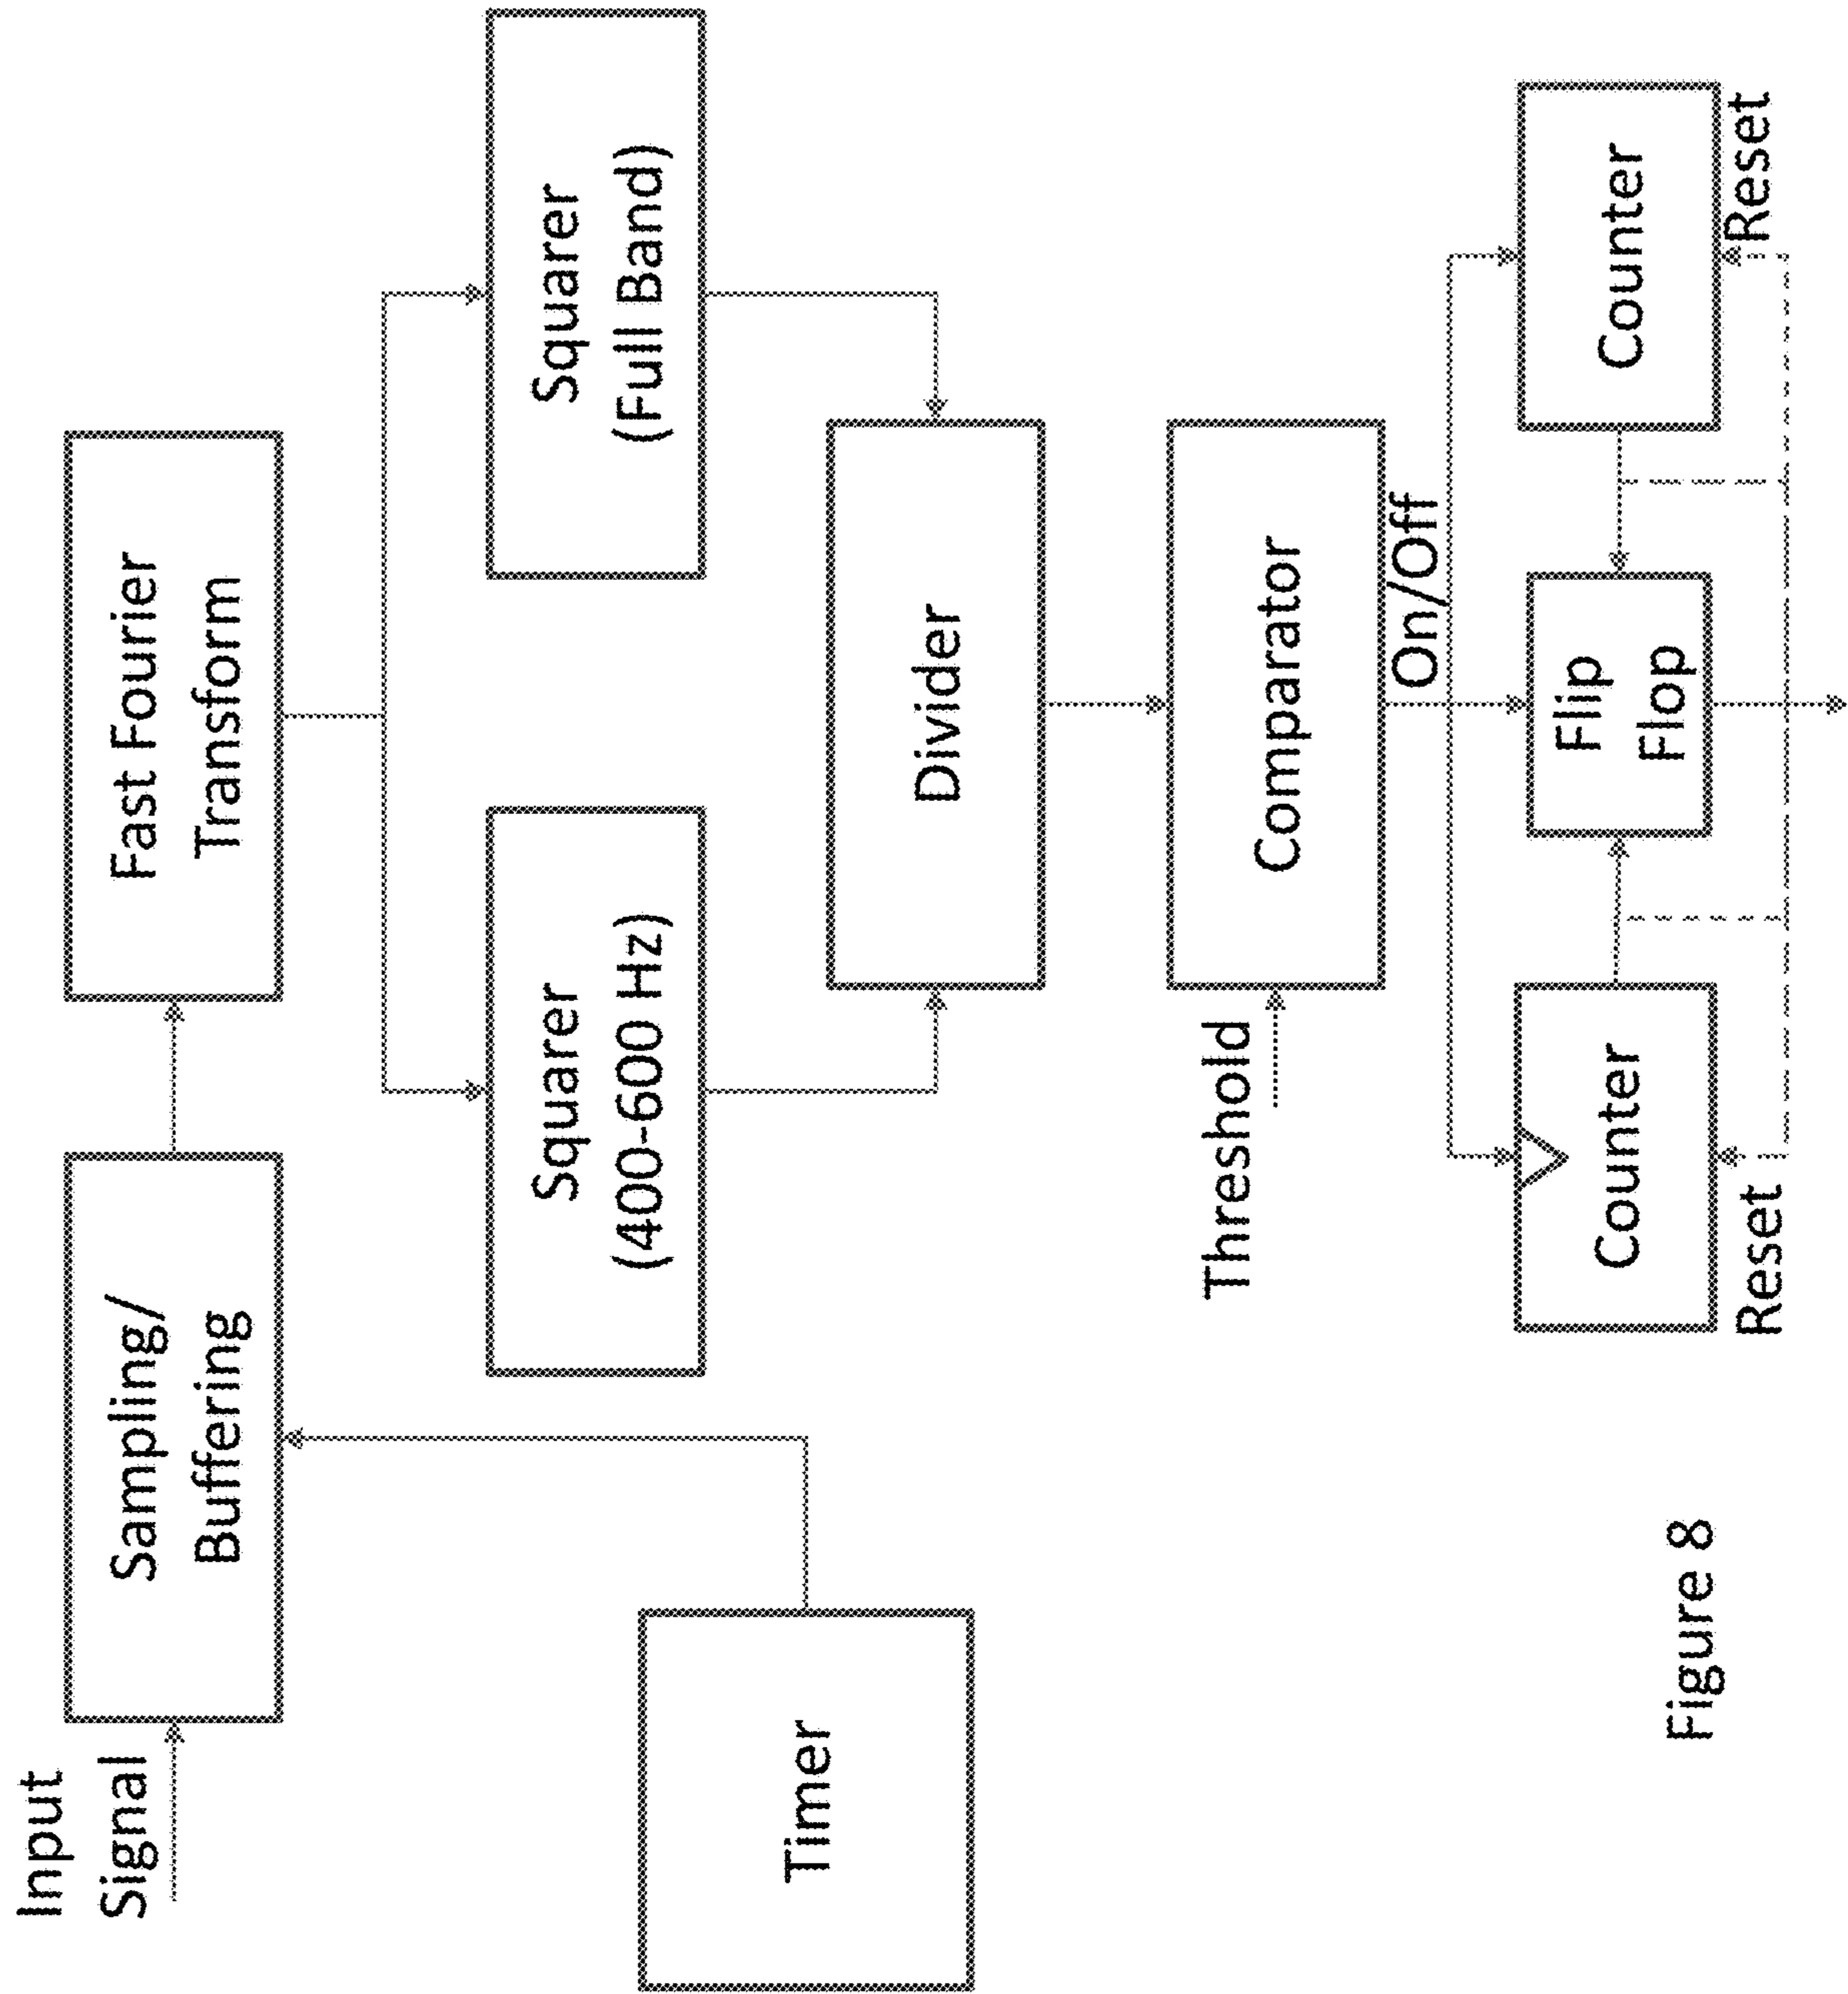 Input
Signal
Sampling/
Buffering
Fast Fourier
Transform
Timer
Squarer
(400-600 Hz)
Squarer
(Full Band)
Divider
Threshold
Comparator
On/Off
Counter
Reset
Flip
Flop
Counter
Reset
Figure 8